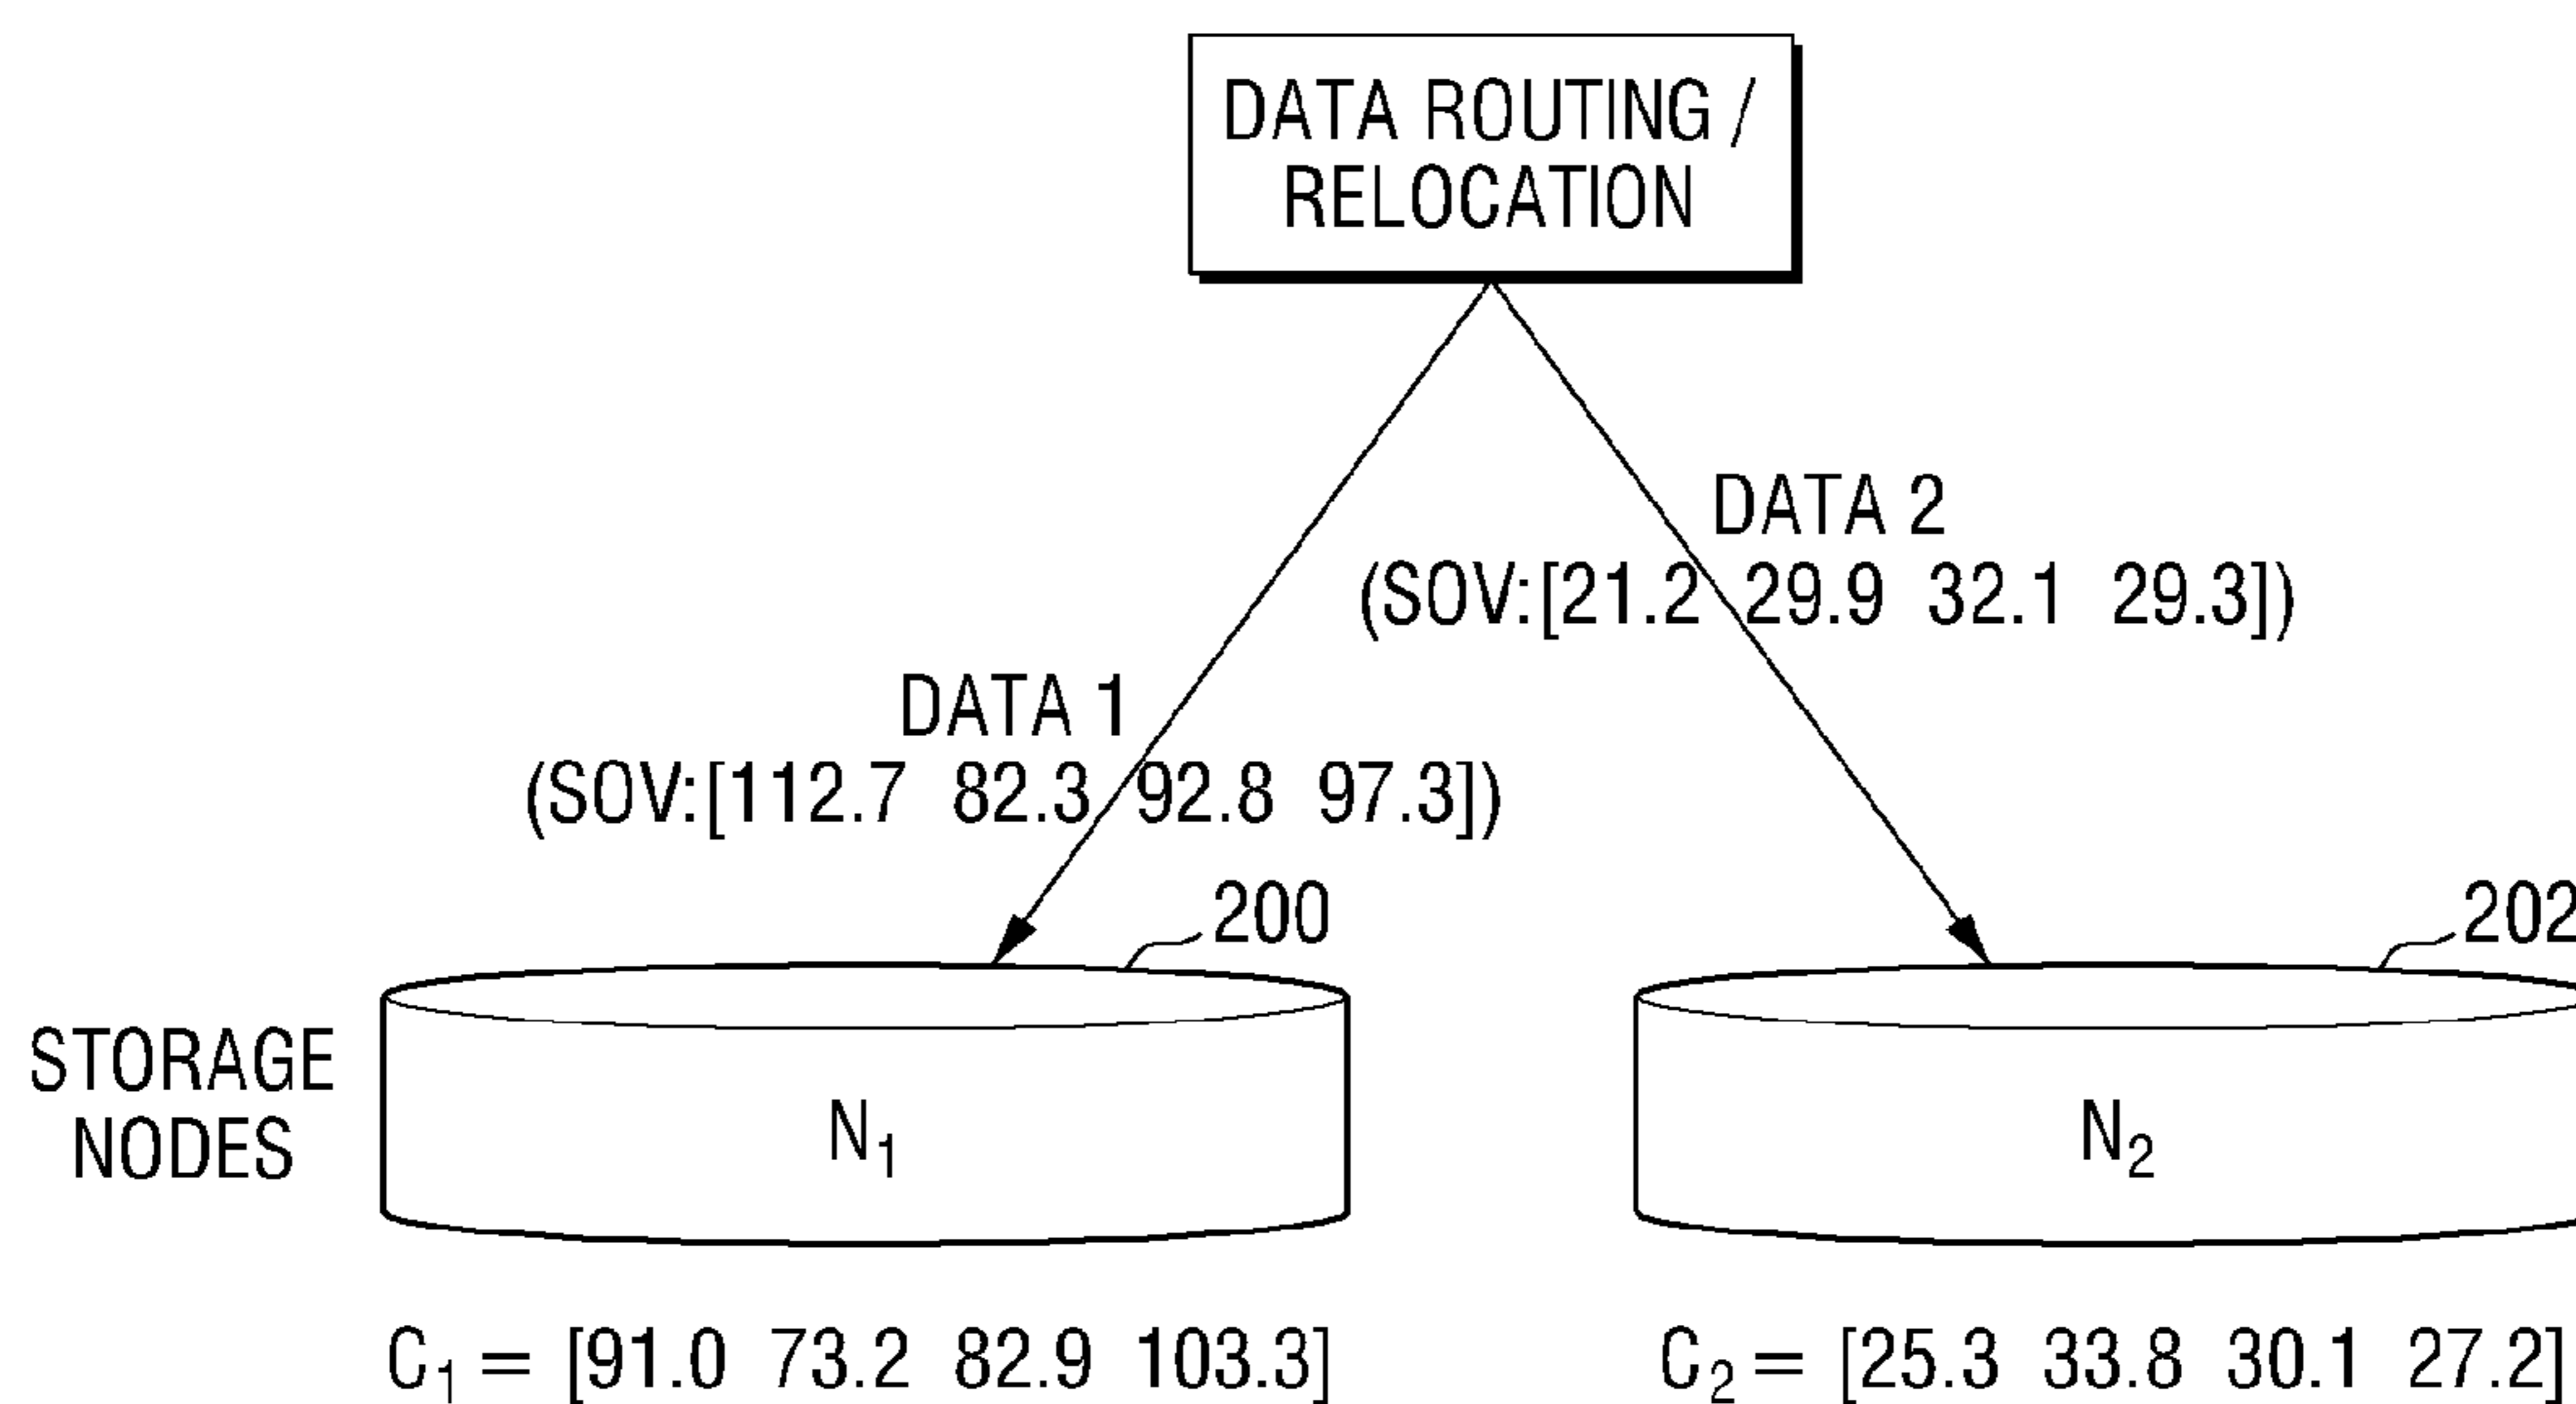 DATA ROUTING /
RELOCATION
DATA 2
(SOV:[21.2 29.9 32.1 29.3])
DATA 1
(SOV:[112.7 82.3 92.8 97.3])
200
202
STORAGE
NODES
N1
N2
C1 = [91.0 73.2 82.9 103.3]
C2 = [25.3 33.8 30.1 27.2]